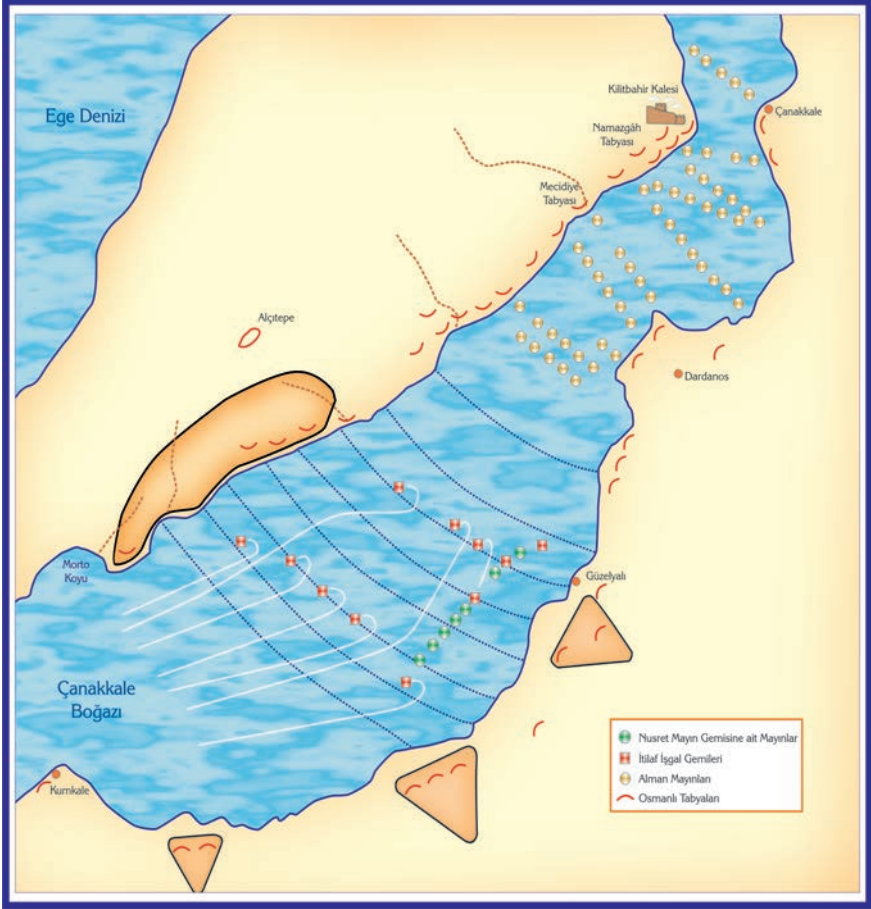 Ege Denizi
Kilitbahir Kalesi
Çanakkale
Namazgâh
Tabyası
Mecidiye
Tabyası
Alçıtepe
Dardanos
Morto
Koyu
Güzelyalı
Çanakkale
Boğazı
Kumkale
Nusret Mayın Gemisine ait Mayınlar
İtilaf İşgal Gemileri
Alman Mayınları
Osmanlı Tabyaları